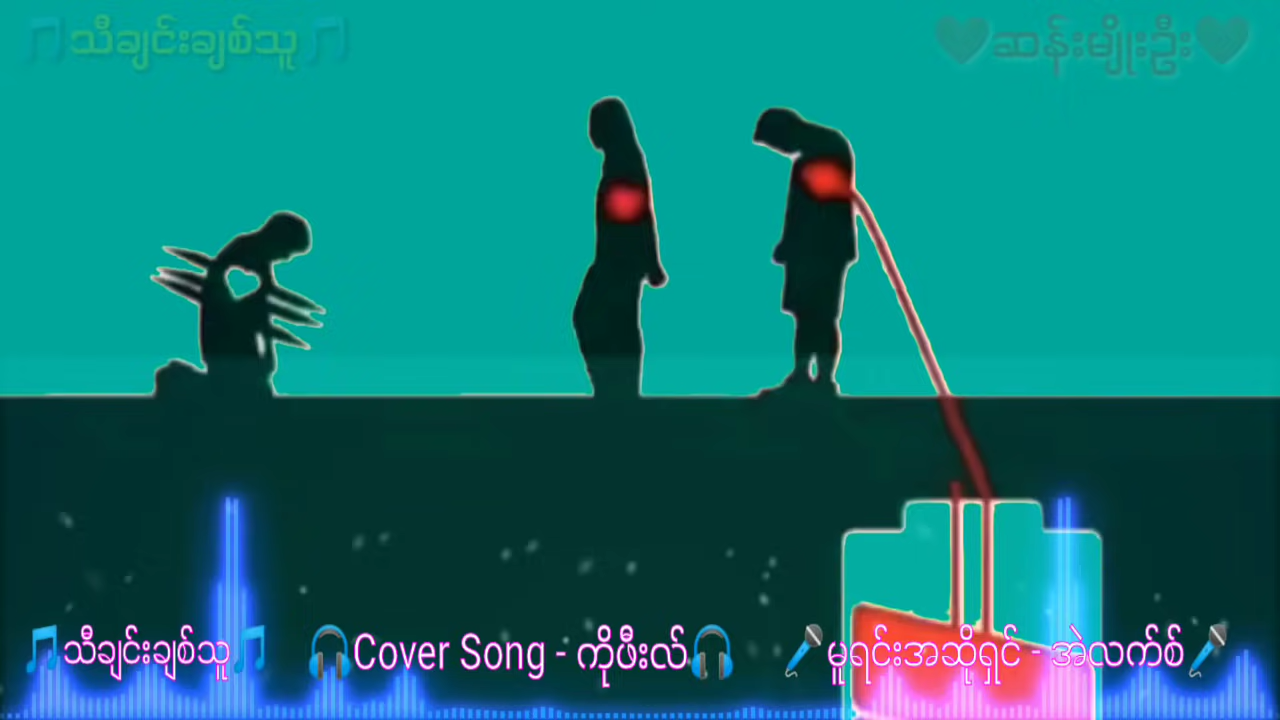 🎵သီချင်းချစ်သူ🎵
🖤ဆန်းမျိုးဦး🖤
🎵သီချင်းချစ်သူ🎵 🎧Cover Song - ကိုဖီးလ်🎧 🎤မူရင်းအဆိုရှင် - အဲလက်စ်🎤